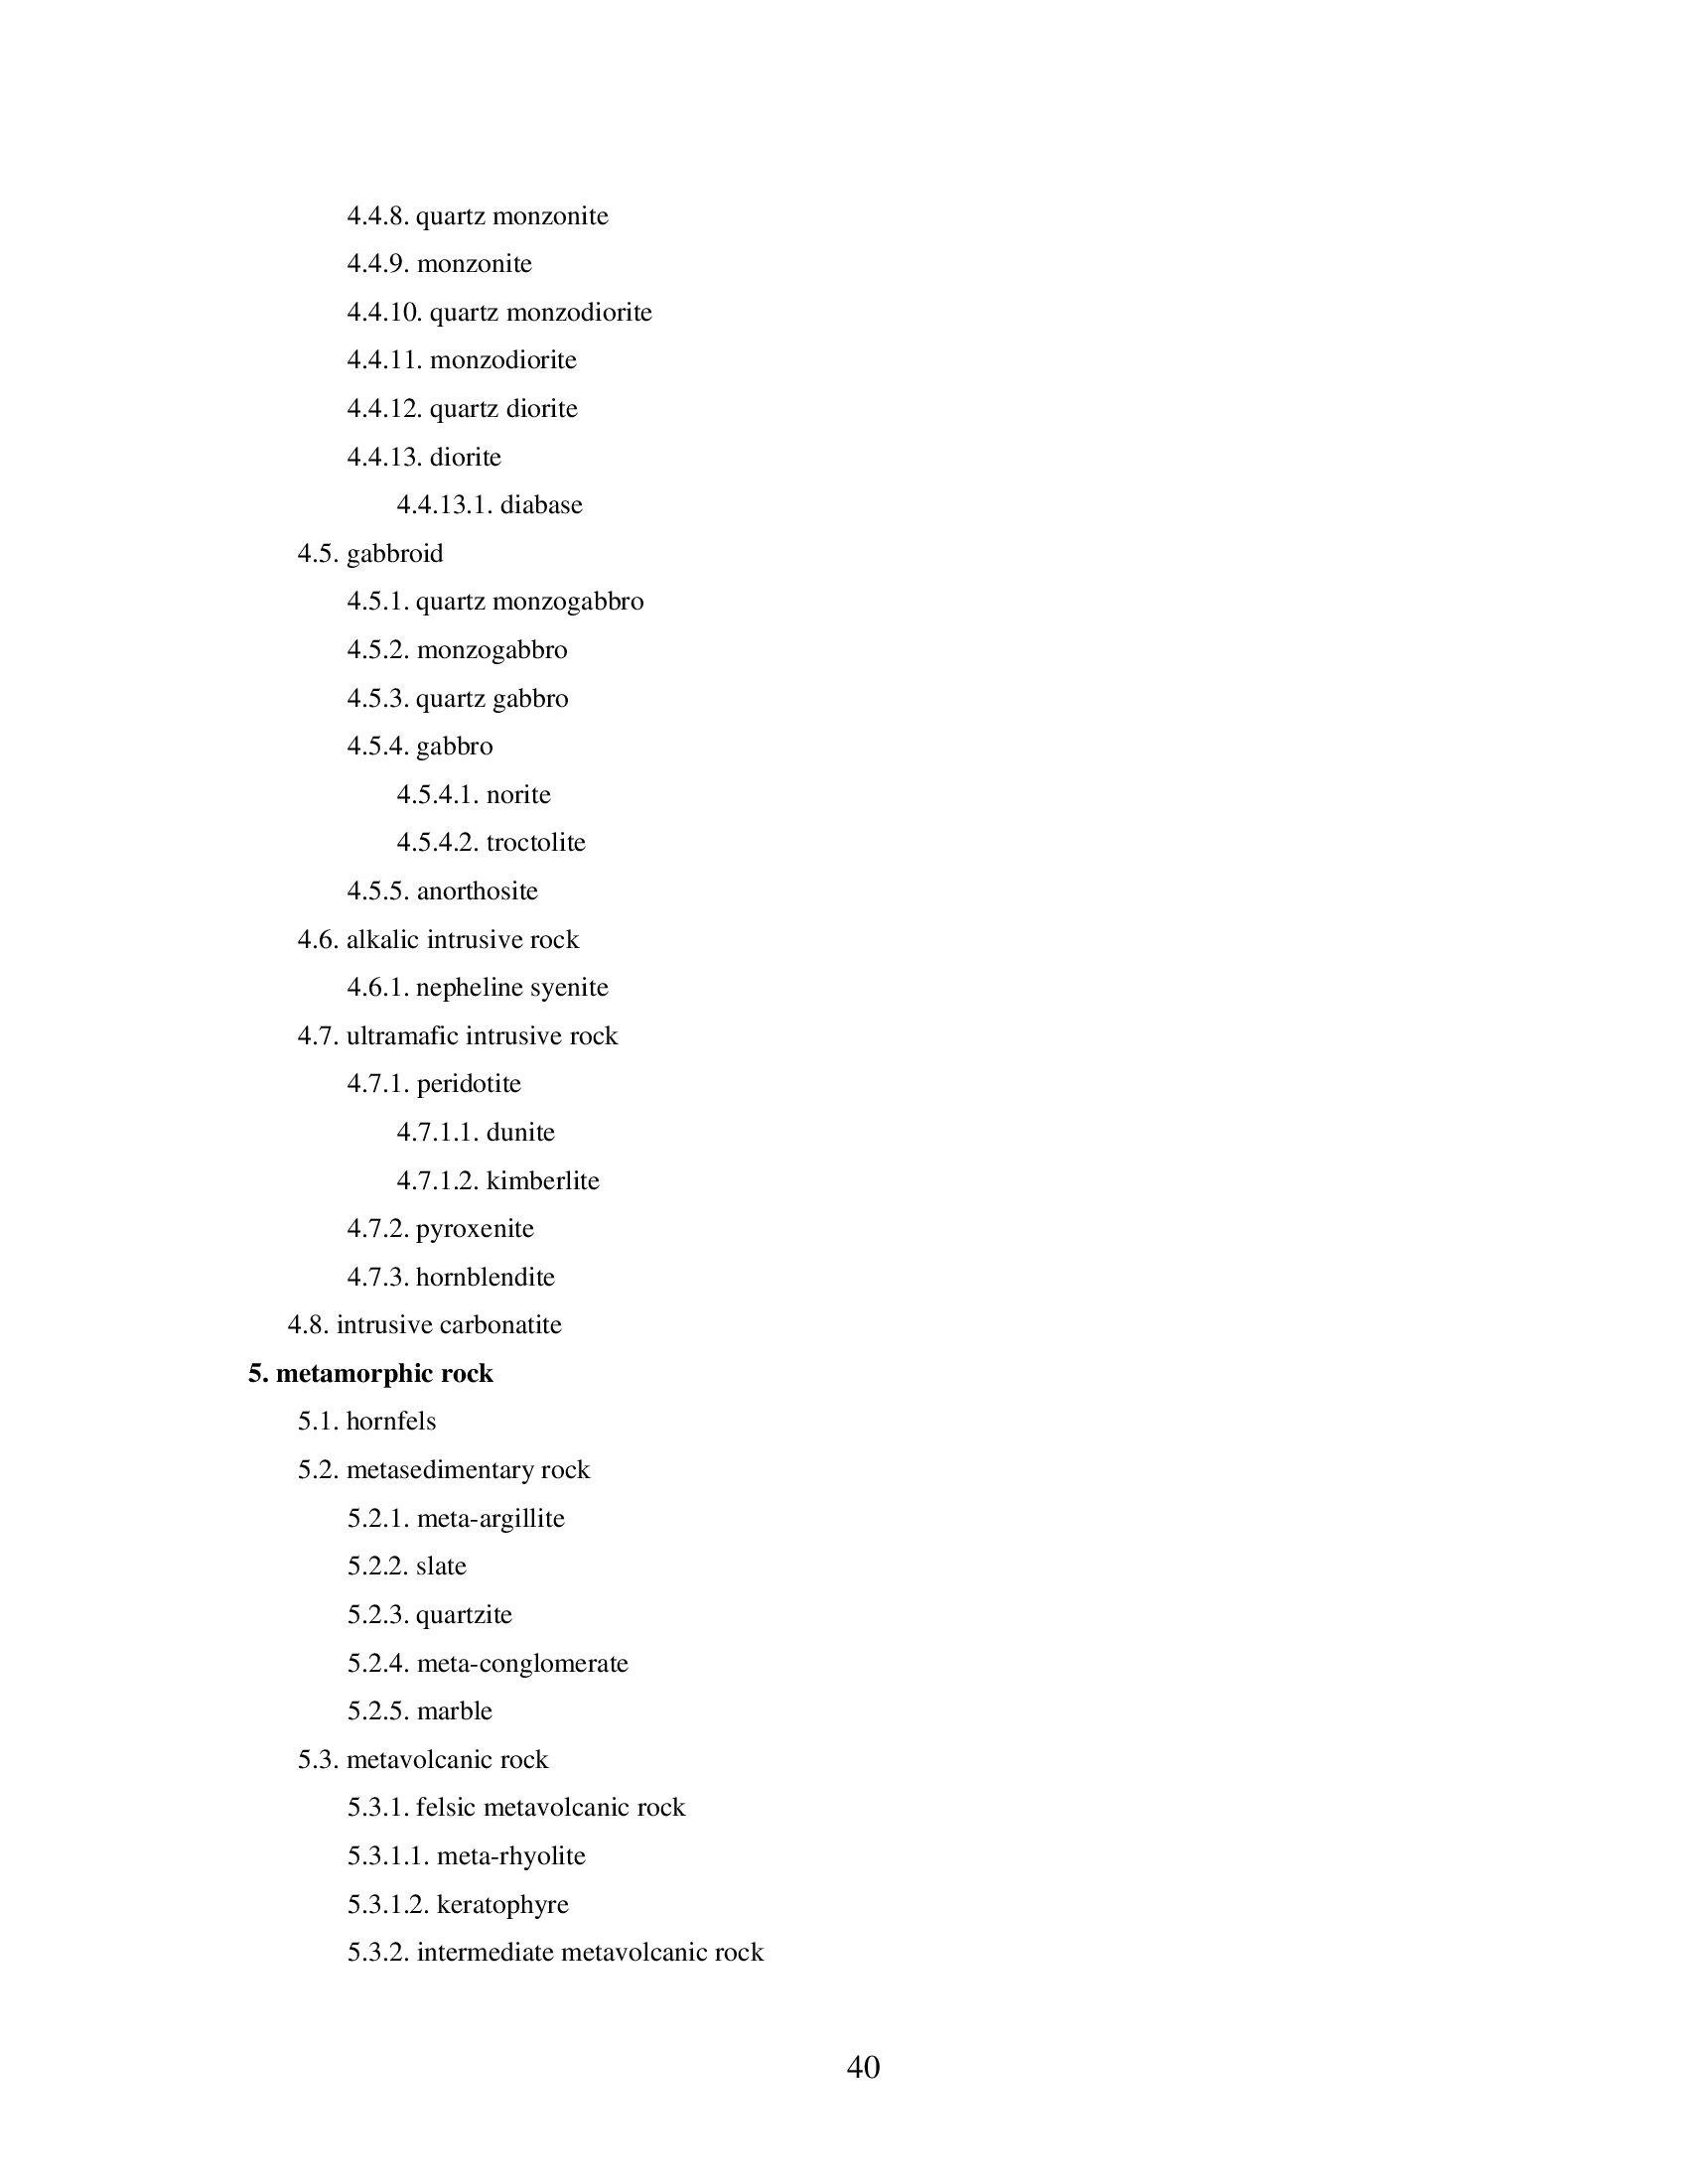 4.4.8. quartz monzonite
4.4.9. monzonite
4.4.10. quartz monzodiorite
4.4.11. monzodiorite
4.4.12. quartz diorite
4.4.13. diorite
4.4.13.1. diabase
4.5. gabbroid
4.5.1. quartz monzogabbro
4.5.2. monzogabbro
4.5.3. quartz gabbro
4.5.4. gabbro
4.5.4.1. norite
4.5.4.2. troctolite
4.5.5. anorthosite
4.6. alkalic intrusive rock
4.6.1. nepheline syenite
4.7. ultramafic intrusive rock
4.7.1. peridotite
4.7.1.1. dunite
4.7.1.2. kimberlite
4.7.2. pyroxenite
4.7.3. hornblendite
4.8. intrusive carbonatite
5. metamorphic rock
5.1. hornfels
5.2. metasedimentary rock
5.2.1. meta-argillite
5.2.2. slate
5.2.3. quartzite
5.2.4. meta-conglomerate
5.2.5. marble
5.3. metavolcanic rock
5.3.1. felsic metavolcanic rock
5.3.1.1. meta-rhyolite
5.3.1.2. keratophyre
5.3.2. intermediate metavolcanic rock
40